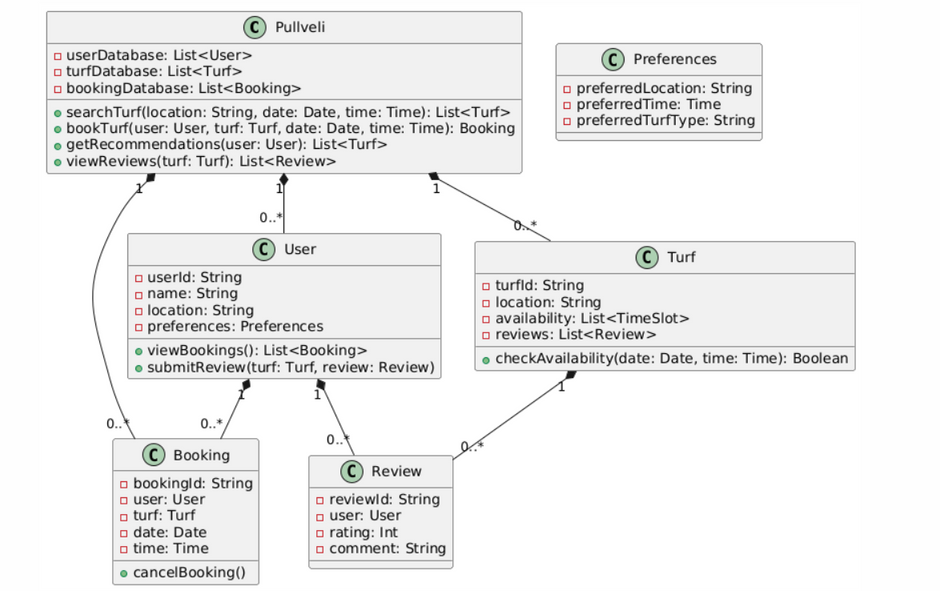 C Pullveli
userDatabase: List<User>
turfDatabase: List<Turf>
bookingDatabase: List<Booking>
searchTurf(location: String, date: Date, time: Time): List<Turf>
bookTurf(user: User, turf: Turf, date: Date, time: Time): Booking
getRecommendations(user: User): List<Turf>
viewReviews(turf: Turf): List<Review>
C Preferences
preferredLocation: String
preferredTime: Time
preferredTurfType: String
1
1
1
0..*
0..*
C User
userId: String
name: String
location: String
preferences: Preferences
viewBookings(): List<Booking>
submitReview(turf: Turf, review: Review)
C Turf
turfId: String
location: String
availability: List<TimeSlot>
reviews: List<Review>
checkAvailability(date: Date, time: Time): Boolean
1
1
1
0..*
0..*
0..*
0..*
C Booking
bookingId: String
user: User
turf: Turf
date: Date
time: Time
cancelBooking()
C Review
reviewId: String
user: User
rating: Int
comment: String